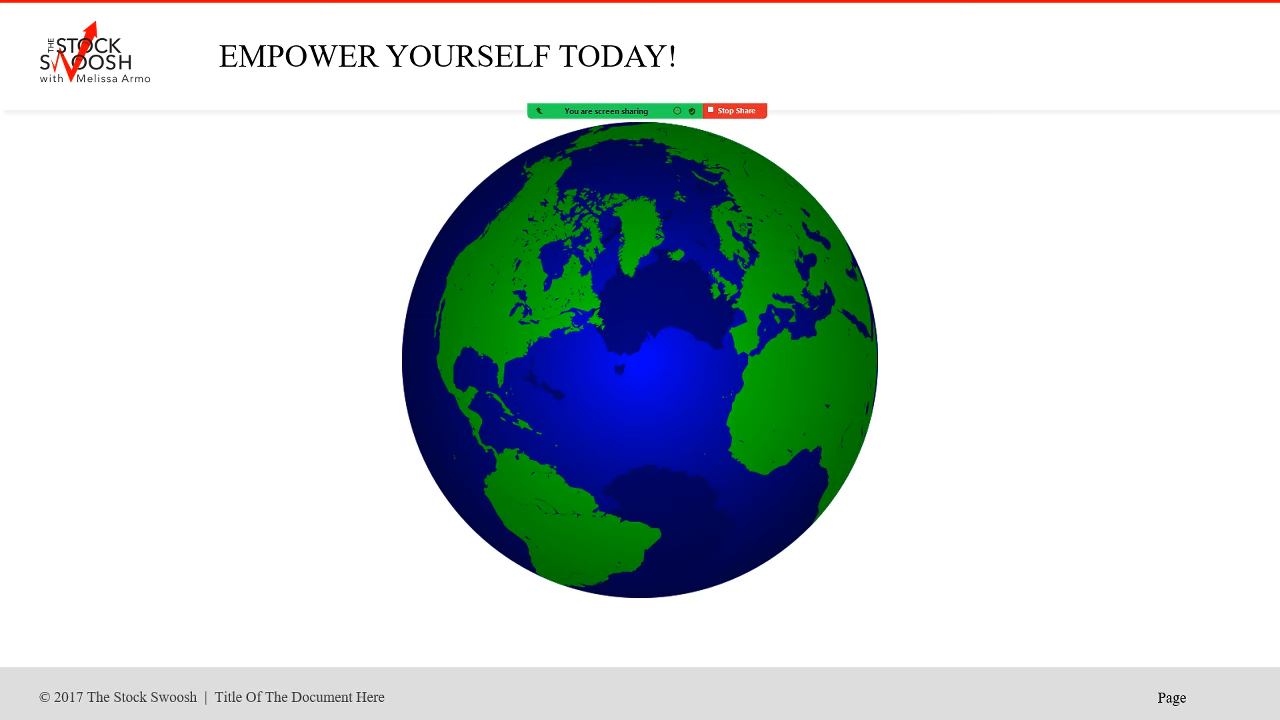 THE STOCK
SWOOSH
with Melissa Armo
EMPOWER YOURSELF TODAY!
You are screen sharing
Stop Share
© 2017 The Stock Swoosh | Title Of The Document Here
Page